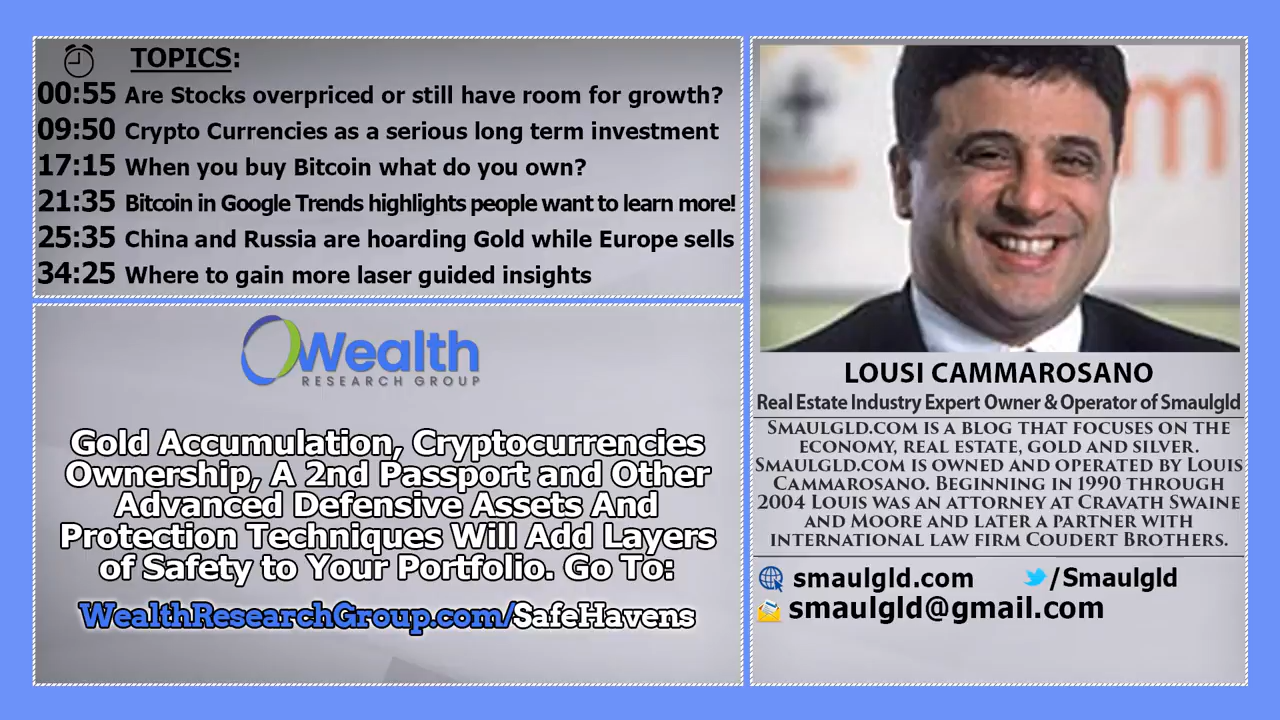 TOPICS:
00:55 Are Stocks overpriced or still have room for growth?
09:50 Crypto Currencies as a serious long term investment
17:15 When you buy Bitcoin what do you own?
21:35 Bitcoin in Google Trends highlights people want to learn more!
25:35 China and Russia are hoarding Gold while Europe sells
34:25 Where to gain more laser guided insights
Wealth
RESEARCH GROUP
Gold Accumulation, Cryptocurrencies
Ownership, A 2nd Passport and Other
Advanced Defensive Assets And
Protection Techniques Will Add Layers
of Safety to Your Portfolio. Go To:
WealthResearchGroup.com/SafeHavens
m
LOUSI CAMMAROSANO
Real Estate Industry Expert Owner & Operator of Smaulgld
SMAULGLD.COM IS A BLOG THAT FOCUSES ON THE
ECONOMY, REAL ESTATE, GOLD AND SILVER.
SMAULGLD.COM IS OWNED AND OPERATED BY LOUIS
CAMMAROSANO. BEGINNING IN 1990 THROUGH
2004 LOUIS WAS AN ATTORNEY AT CRAVATH SWAINE
AND MOORE AND LATER A PARTNER WITH
INTERNATIONAL LAW FIRM COUDERT BROTHERS.
smaulgld.com
/Smaulgld
smaulgld@gmail.com